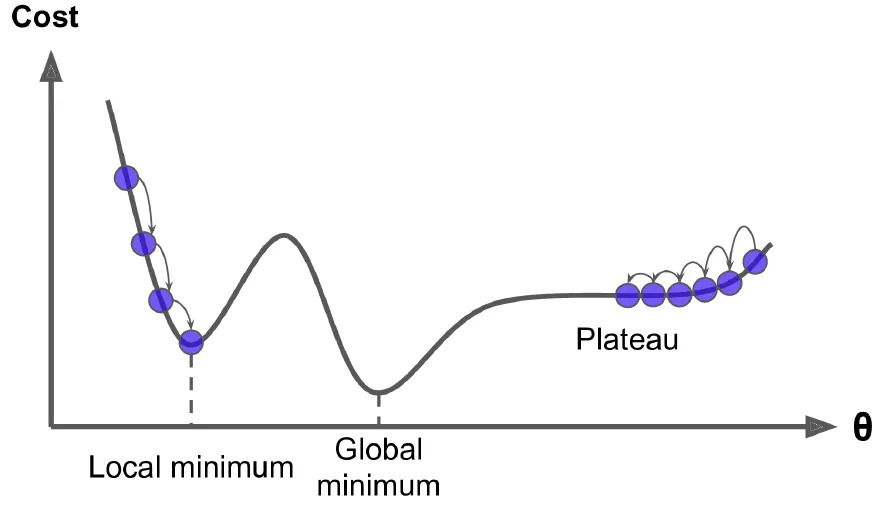 Cost
Plateau
θ
Local minimum
Global
minimum